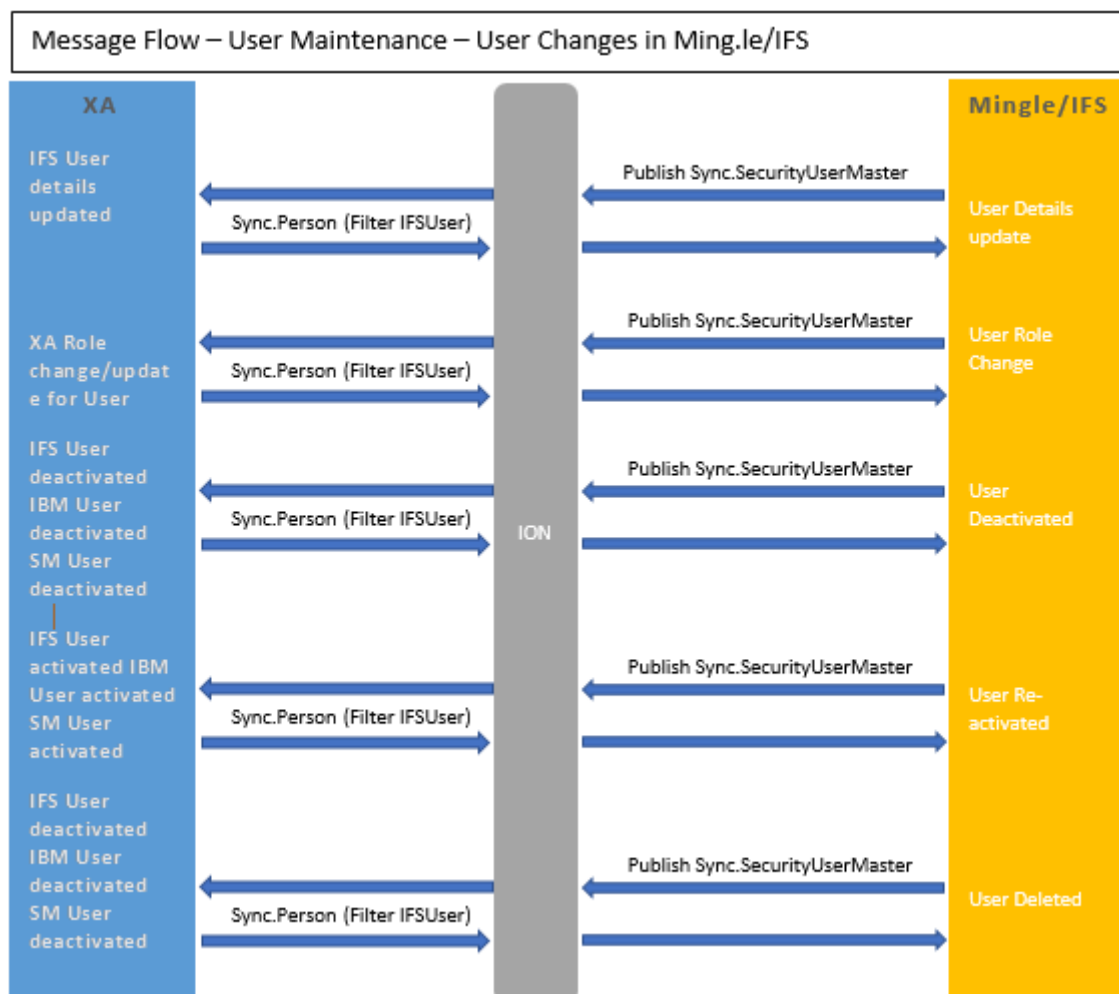 Message Flow – User Maintenance – User Changes in Ming.le/IFS
XA
Mingle/IFS
IFS User
details
updated
Publish Sync.SecurityUserMaster
Sync.Person (Filter IFSUser)
User Details
update
XA Role
change/updat
e for User
Publish Sync.SecurityUserMaster
Sync.Person (Filter IFSUser)
User Role
Change
IFS User
deactivated
IBM User
deactivated
SM User
deactivated
Publish Sync.SecurityUserMaster
Sync.Person (Filter IFSUser)
ION
User
Deactivated
IFS User
activated IBM
User activated
SM User
activated
Publish Sync.SecurityUserMaster
Sync.Person (Filter IFSUser)
User Re-
activated
IFS User
deactivated
IBM User
deactivated
SM User
deactivated
Publish Sync.SecurityUserMaster
Sync.Person (Filter IFSUser)
User Deleted